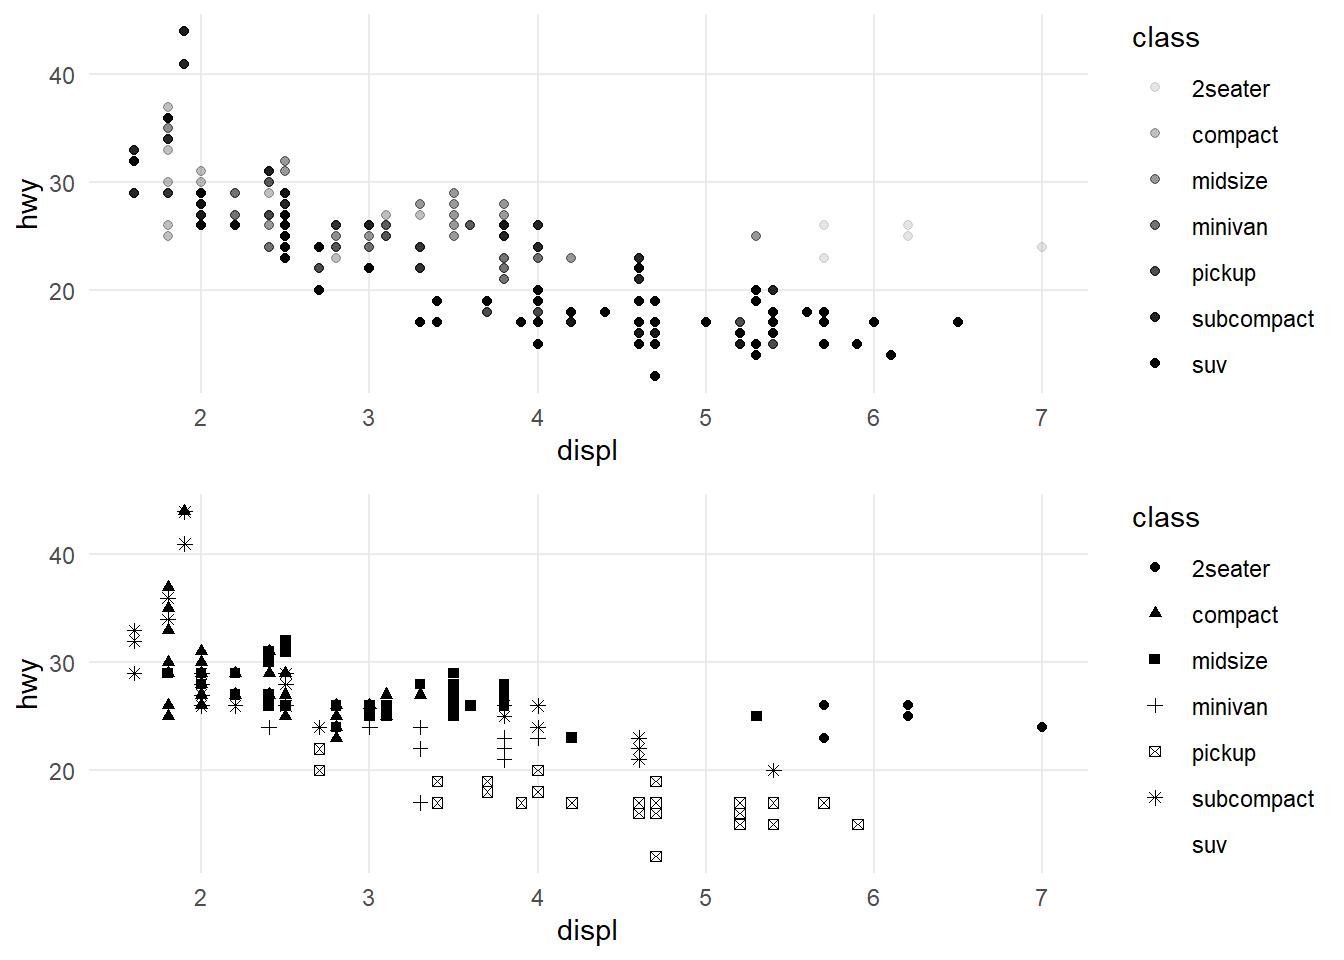 hwy
40
30
20
2 3 4 5 6 7
displ
class
2seater
compact
midsize
minivan
pickup
subcompact
suv
hwy
40
30
20
2 3 4 5 6 7
displ
class
2seater
compact
midsize
minivan
pickup
subcompact
suv